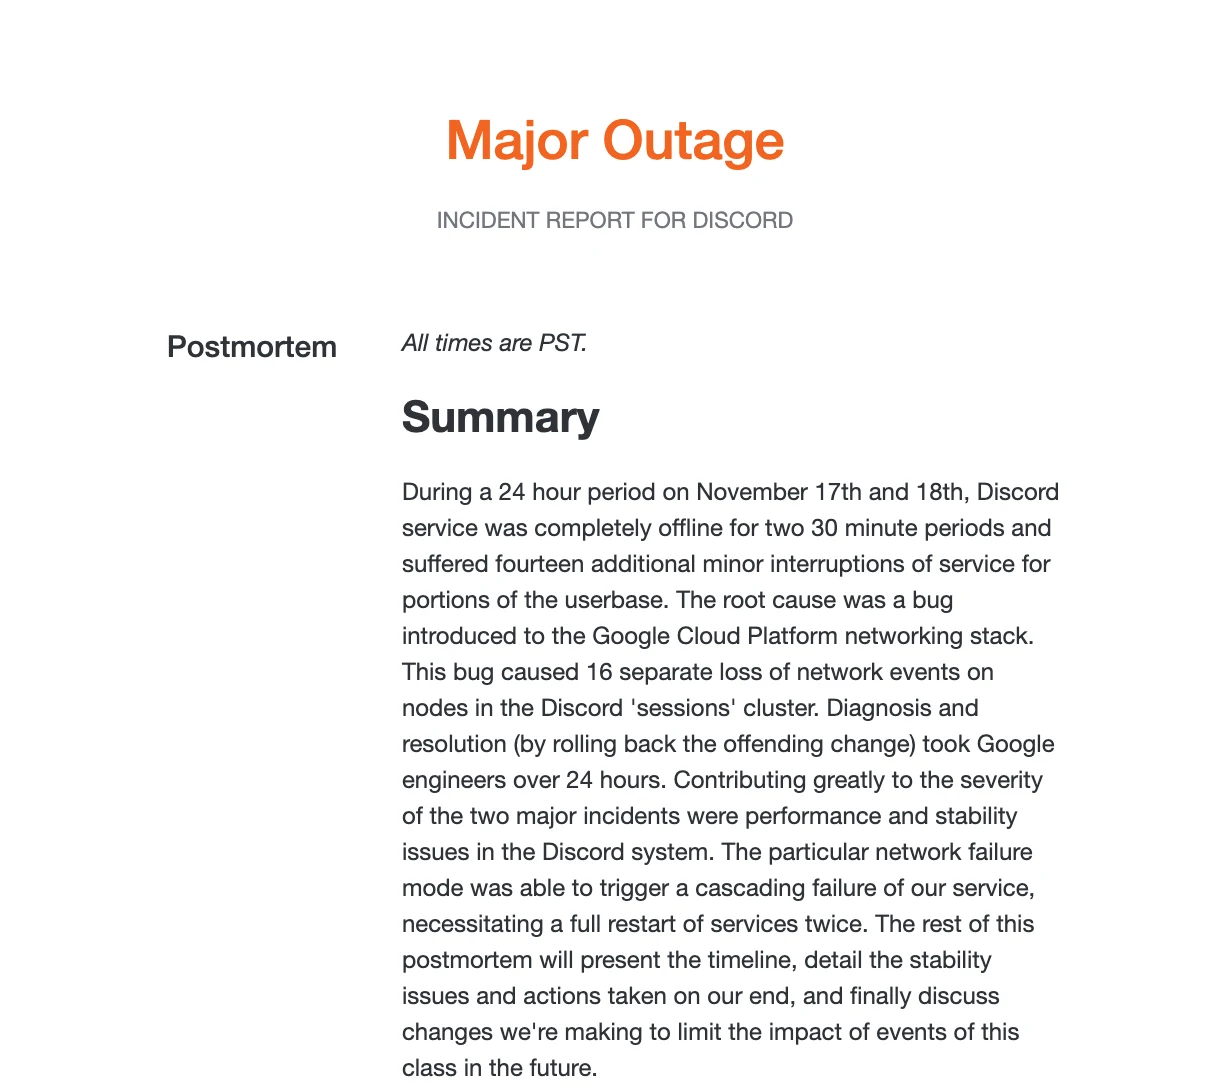 Major Outage
INCIDENT REPORT FOR DISCORD
Postmortem
All times are PST.
Summary
During a 24 hour period on November 17th and 18th, Discord
service was completely offline for two 30 minute periods and
suffered fourteen additional minor interruptions of service for
portions of the userbase. The root cause was a bug
introduced to the Google Cloud Platform networking stack.
This bug caused 16 separate loss of network events on
nodes in the Discord 'sessions' cluster. Diagnosis and
resolution (by rolling back the offending change) took Google
engineers over 24 hours. Contributing greatly to the severity
of the two major incidents were performance and stability
issues in the Discord system. The particular network failure
mode was able to trigger a cascading failure of our service,
necessitating a full restart of services twice. The rest of this
postmortem will present the timeline, detail the stability
issues and actions taken on our end, and finally discuss
changes we're making to limit the impact of events of this
class in the future.